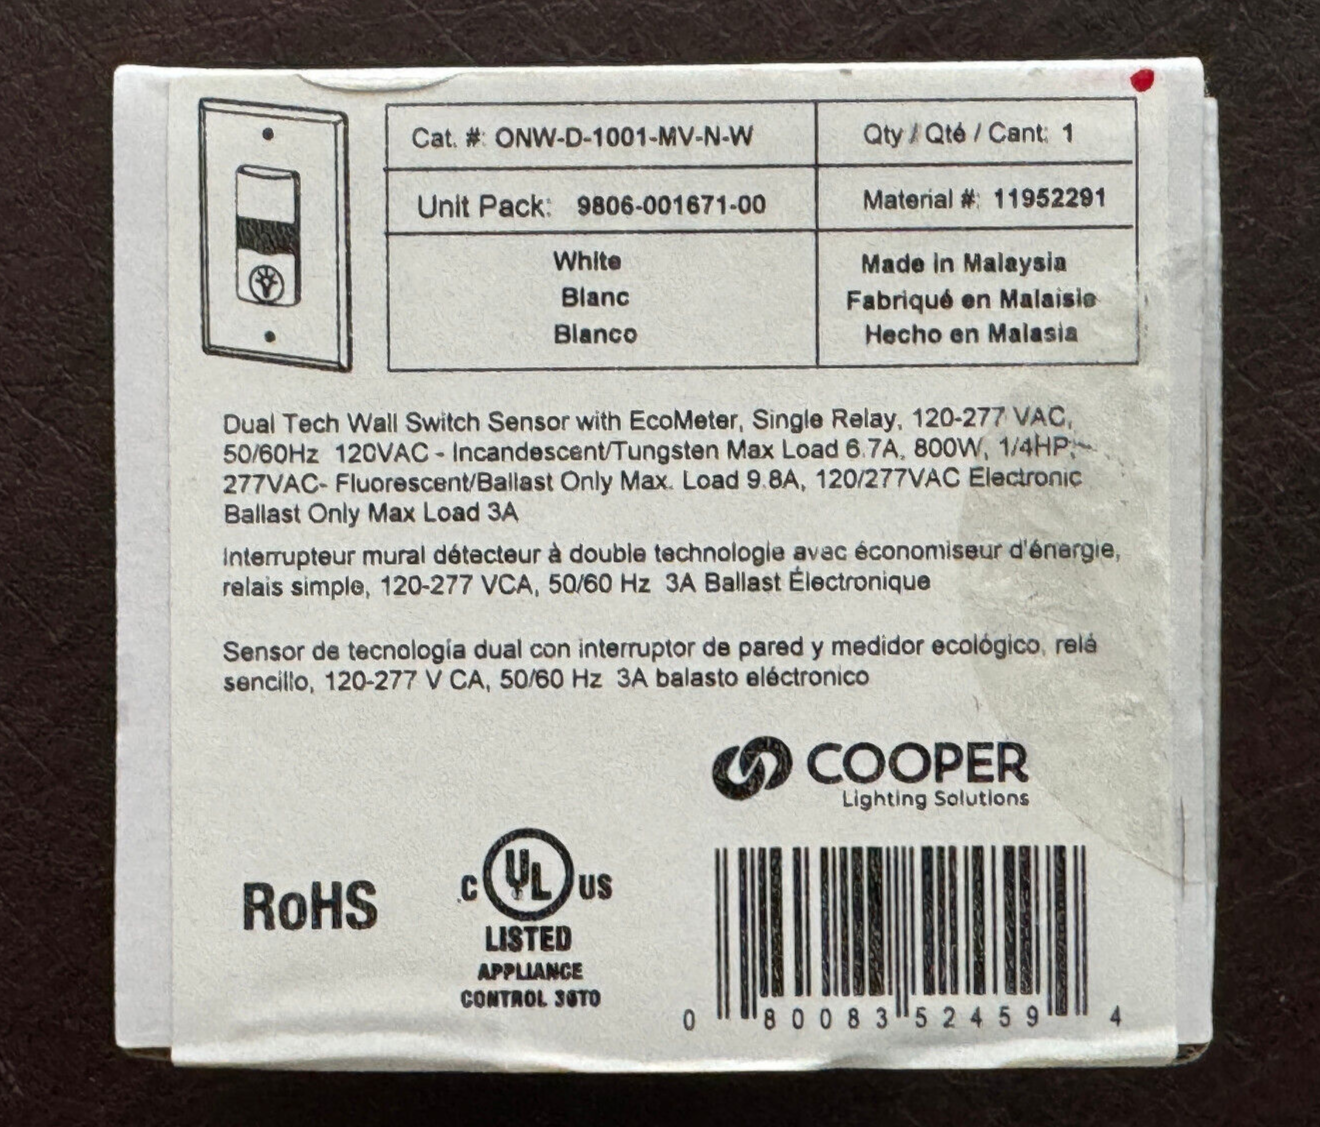 Cat. #: ONW-D-1001-MV-N-W
Qty / Qté / Cant: 1
Unit Pack: 9806-001671-00
Material #: 11952291
White
Blanc
Blanco
Made in Malaysia
Fabriqué en Malaisie
Hecho en Malasia
Dual Tech Wall Switch Sensor with EcoMeter, Single Relay, 120-277 VAC,
50/60Hz 120VAC - Incandescent/Tungsten Max Load 6.7A, 800W, 1/4HP;
277VAC- Fluorescent/Ballast Only Max. Load 9.8A, 120/277VAC Electronic
Ballast Only Max Load 3A
Interrupteur mural détecteur à double technologie avec économiseur d'énergie,
relais simple, 120-277 VCA, 50/60 Hz 3A Ballast Électronique
Sensor de tecnología dual con interruptor de pared y medidor ecológico, relé
sencillo, 120-277 V CA, 50/60 Hz 3A balasto eléctronico
COOPER
Lighting Solutions
RoHS
C UL US
LISTED
APPLIANCE
CONTROL 36T0
0 80083 52459 4